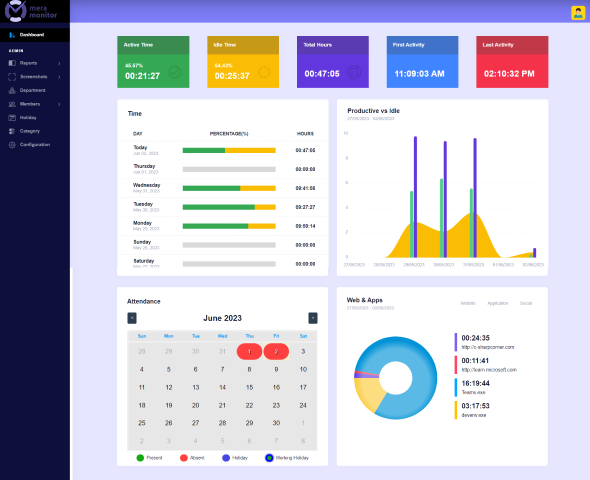 mera
monitor
Dashboard
ADMIN
Reports
Screenshots
Department
Members
Holiday
Category
Configuration
Active Time
45.57%
00:21:27
Idle Time
54.43%
00:25:37
Total Hours
00:47:05
First Activity
11:09:03 AM
Last Activity
02:10:32 PM
Time
DAY PERCENTAGE(%) HOURS
Today
Jun 02, 2023
00:47:05
Thursday
Jun 01, 2023
00:00:00
Wednesday
May 31, 2023
09:41:56
Tuesday
May 30, 2023
09:27:27
Monday
May 29, 2023
Sunday
May 28, 2023
00:00:00
Saturday
May 27, 2023
00:00:00
Productive vs Idle
27/05/2023 - 02/06/2023
10
8
6
4
2
0
27/05/2023 28/05/2023 29/05/2023 30/05/2023 31/05/2023 01/06/2023 02/06/2023
Attendance
< June 2023 >
Sun Mon Tue Wed Thu Fri Sat
28 29 30 31 1 2 3
4 5 6 7 8 9 10
11 12 13 14 15 16 17
18 19 20 21 22 23 24
25 26 27 28 29 30 1
2 3 4 5 6 7 8
Present Absent Holiday Working Holiday
Web & Apps
27/05/2023 - 02/06/2023
Website Application Social
00:24:35
http://c-sharpcorner.com
00:11:41
http://learn.microsoft.com
16:19:44
Teams.exe
03:17:53
devenv.exe